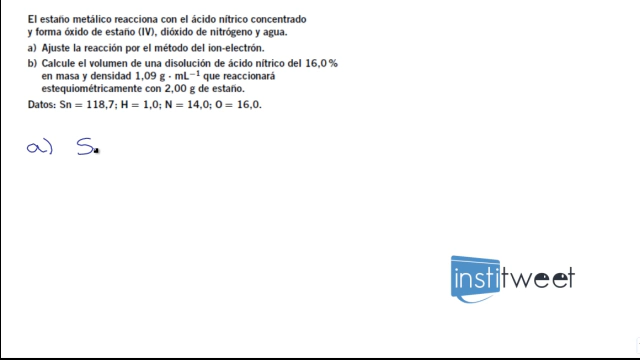 El estaño metálico reacciona con el ácido nítrico concentrado
y forma óxido de estaño (IV), dióxido de nitrógeno y agua.
a) Ajuste la reacción por el método del ion-electrón.
b) Calcule el volumen de una disolución de ácido nítrico del 16,0 %
en masa y densidad 1,09 g · mL⁻¹ que reaccionará
estequiométricamente con 2,00 g de estaño.
Datos: Sn = 118,7; H = 1,0; N = 14,0; O = 16,0.
a) S
institweet